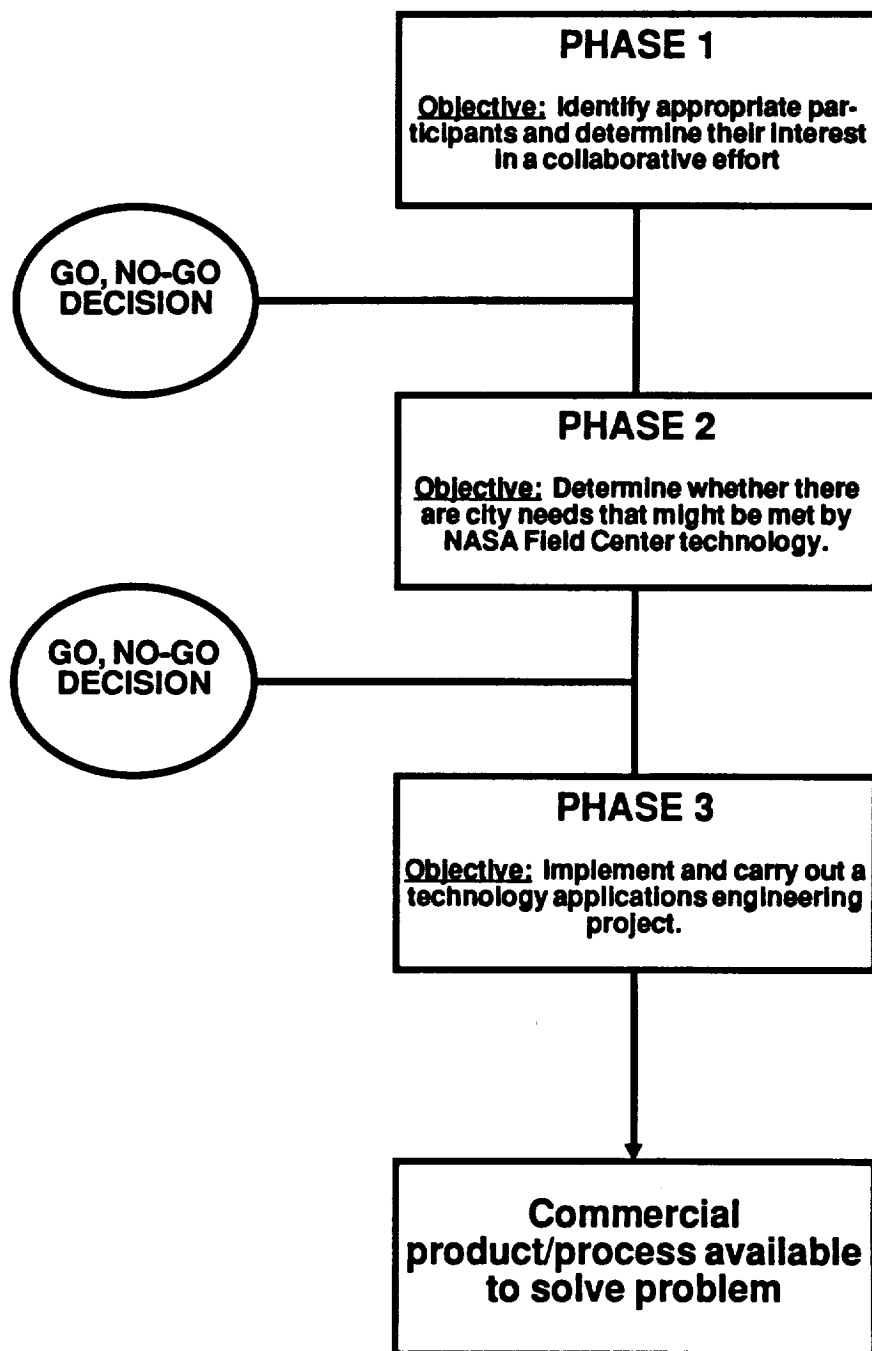 PHASE 1
Objective: Identify appropriate par-
ticipants and determine their interest
in a collaborative effort
GO, NO-GO
DECISION
PHASE 2
Objective: Determine whether there
are city needs that might be met by
NASA Field Center technology.
GO, NO-GO
DECISION
PHASE 3
Objective: Implement and carry out a
technology applications engineering
project.
Commercial
product/process available
to solve problem